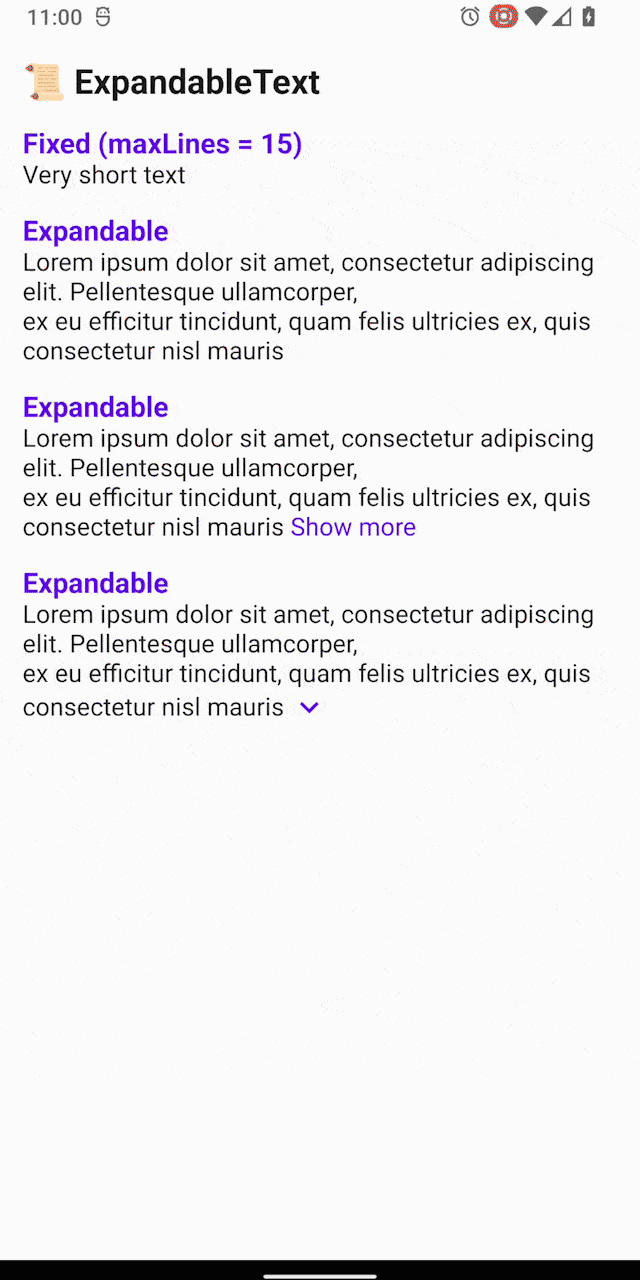 11:00
ExpandableText
Fixed (maxLines = 15)
Very short text
Expandable
Lorem ipsum dolor sit amet, consectetur adipiscing
elit. Pellentesque ullamcorper,
ex eu efficitur tincidunt, quam felis ultricies ex, quis
consectetur nisl mauris
Expandable
Lorem ipsum dolor sit amet, consectetur adipiscing
elit. Pellentesque ullamcorper,
ex eu efficitur tincidunt, quam felis ultricies ex, quis
consectetur nisl mauris Show more
Expandable
Lorem ipsum dolor sit amet, consectetur adipiscing
elit. Pellentesque ullamcorper,
ex eu efficitur tincidunt, quam felis ultricies ex, quis
consectetur nisl mauris